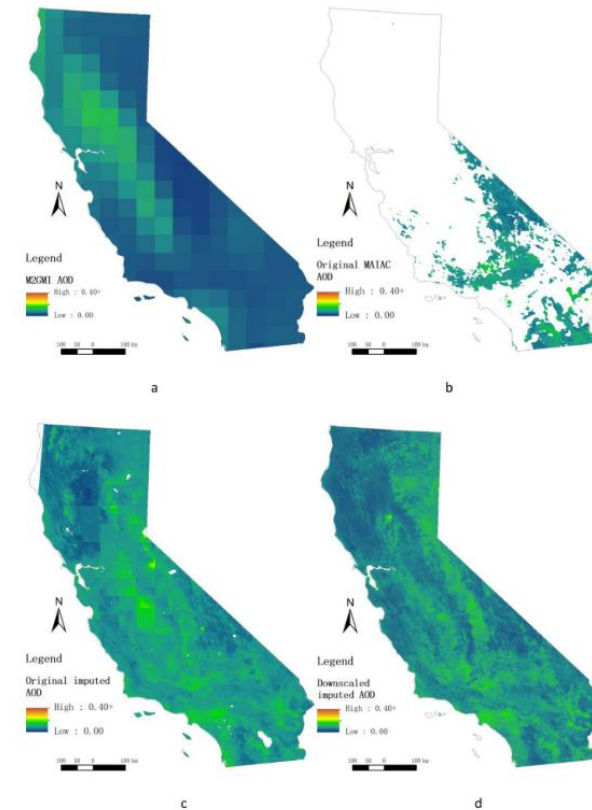 N
Legend
M2GMI AOD
High : 0.40+
Low : 0.00
100 50 0 100 km
a
N
Legend
Original MAIAC
AOD
High : 0.40+
Low : 0.00
100 50 0 100 km
b
N
Legend
Original imputed
AOD
High : 0.40+
Low : 0.00
100 50 0 100 km
c
N
Legend
Downscaled
imputed AOD
High : 0.40+
Low : 0.00
100 50 0 100 km
d